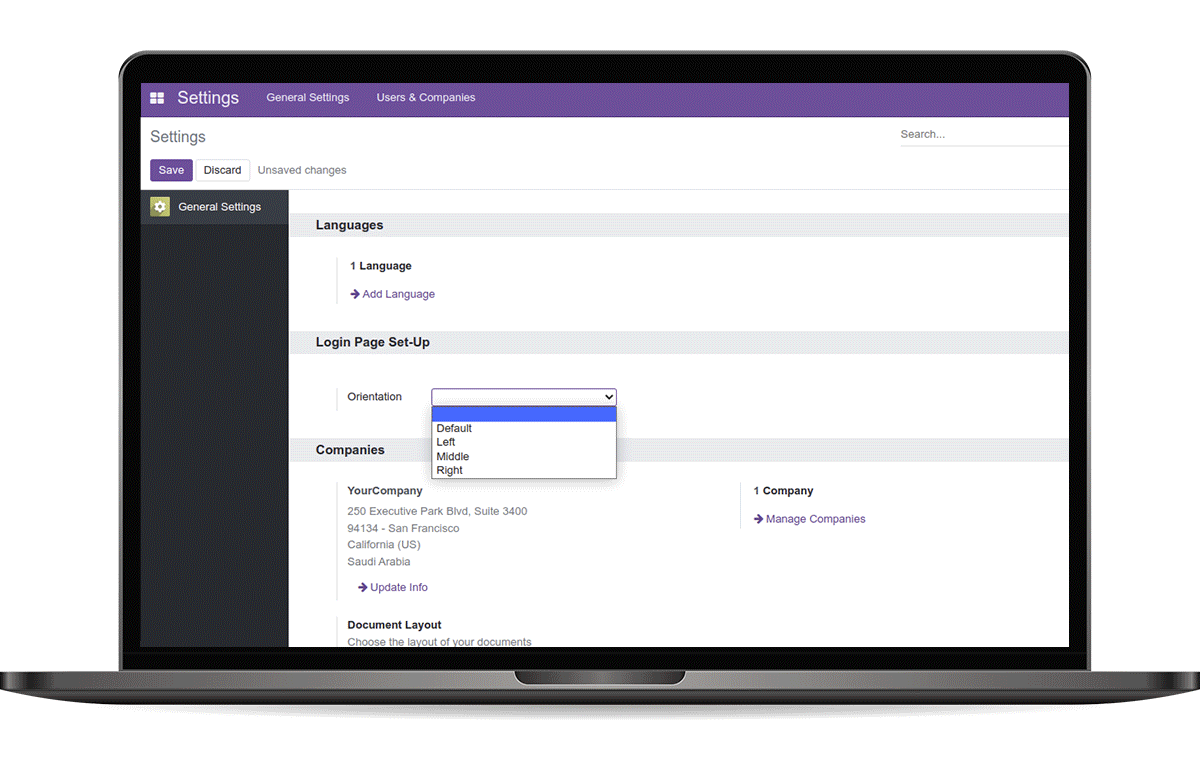 Settings General Settings Users & Companies
Settings
Search...
Save Discard Unsaved changes
General Settings
Languages
1 Language
Add Language
Login Page Set-Up
Orientation
Default
Left
Middle
Right
Companies
YourCompany
250 Executive Park Blvd, Suite 3400
94134 - San Francisco
California (US)
Saudi Arabia
Update Info
1 Company
Manage Companies
Document Layout
Choose the layout of your documents